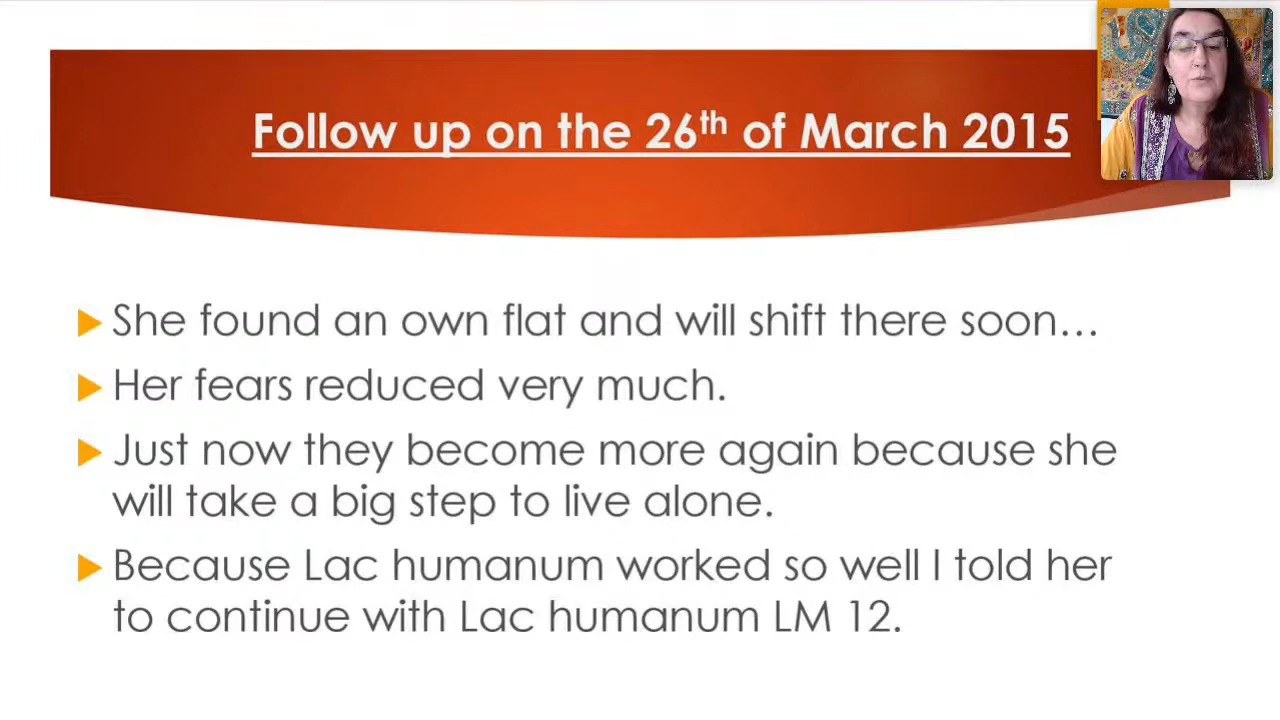 Follow up on the 26th of March 2015
She found an own flat and will shift there soon…
Her fears reduced very much.
Just now they become more again because she
will take a big step to live alone.
Because Lac humanum worked so well I told her
to continue with Lac humanum LM 12.